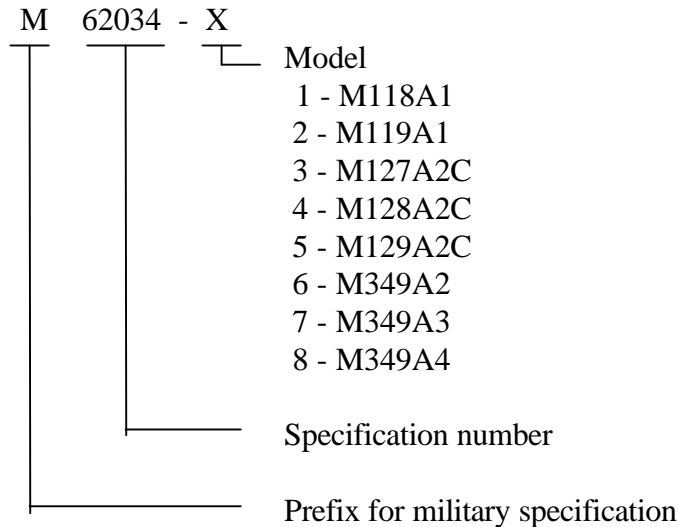 M 62034 - X
Model
1 - M118A1
2 - M119A1
3 - M127A2C
4 - M128A2C
5 - M129A2C
6 - M349A2
7 - M349A3
8 - M349A4
Specification number
Prefix for military specification